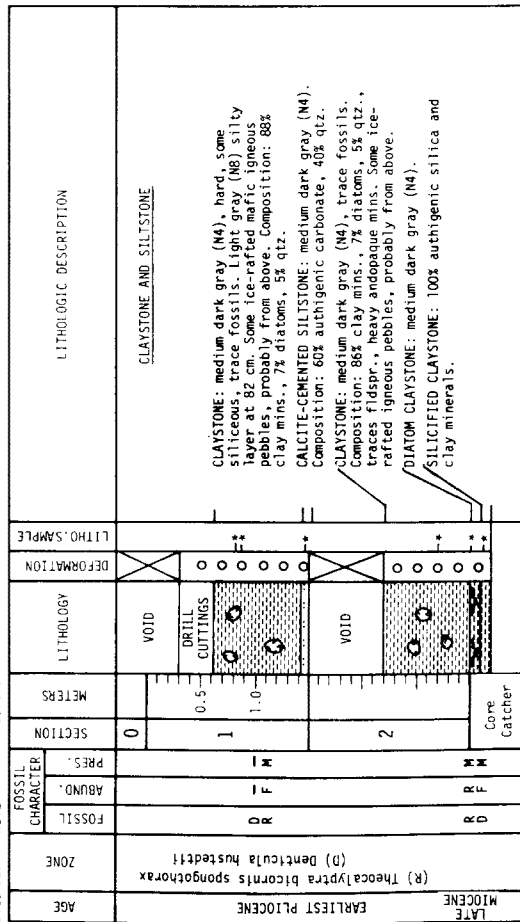 AGE
ZONE
FOSSIL CHARACTER
FOSSIL
ABUND.
PRES.
SECTION
METERS
LITHOLOGY
DEFORMATION
LITHO.SAMPLE
LITHOLOGIC DESCRIPTION
EARLIEST PLIOCENE
LATE MIOCENE
(R) Theocalyptra bicornis spongothorax
(D) Denticula hustedtii
D - -
R F M
R R M
D F M
0
1
2
Core Catcher
0.5
1.0
VOID
DRILL CUTTINGS
VOID
*
*
*
*
*
*
CLAYSTONE AND SILTSTONE
CLAYSTONE: medium dark gray (N4), hard, some
siliceous, trace fossils. Light gray (N8) silty
layer at 82 cm. Some ice-rafted mafic igneous
pebbles, probably from above. Composition: 88%
clay mins., 7% diatoms, 5% qtz.
CALCITE-CEMENTED SILTSTONE: medium dark gray (N4).
Composition: 60% authigenic carbonate, 40% qtz.
CLAYSTONE: medium dark gray (N4), trace fossils.
Composition: 86% clay mins., 7% diatoms, 5% qtz.,
traces fldspr., heavy andopaque mins. Some ice-
rafted igneous pebbles, probably from above.
DIATOM CLAYSTONE: medium dark gray (N4).
SILICIFIED CLAYSTONE: 100% authigenic silica and
clay minerals.